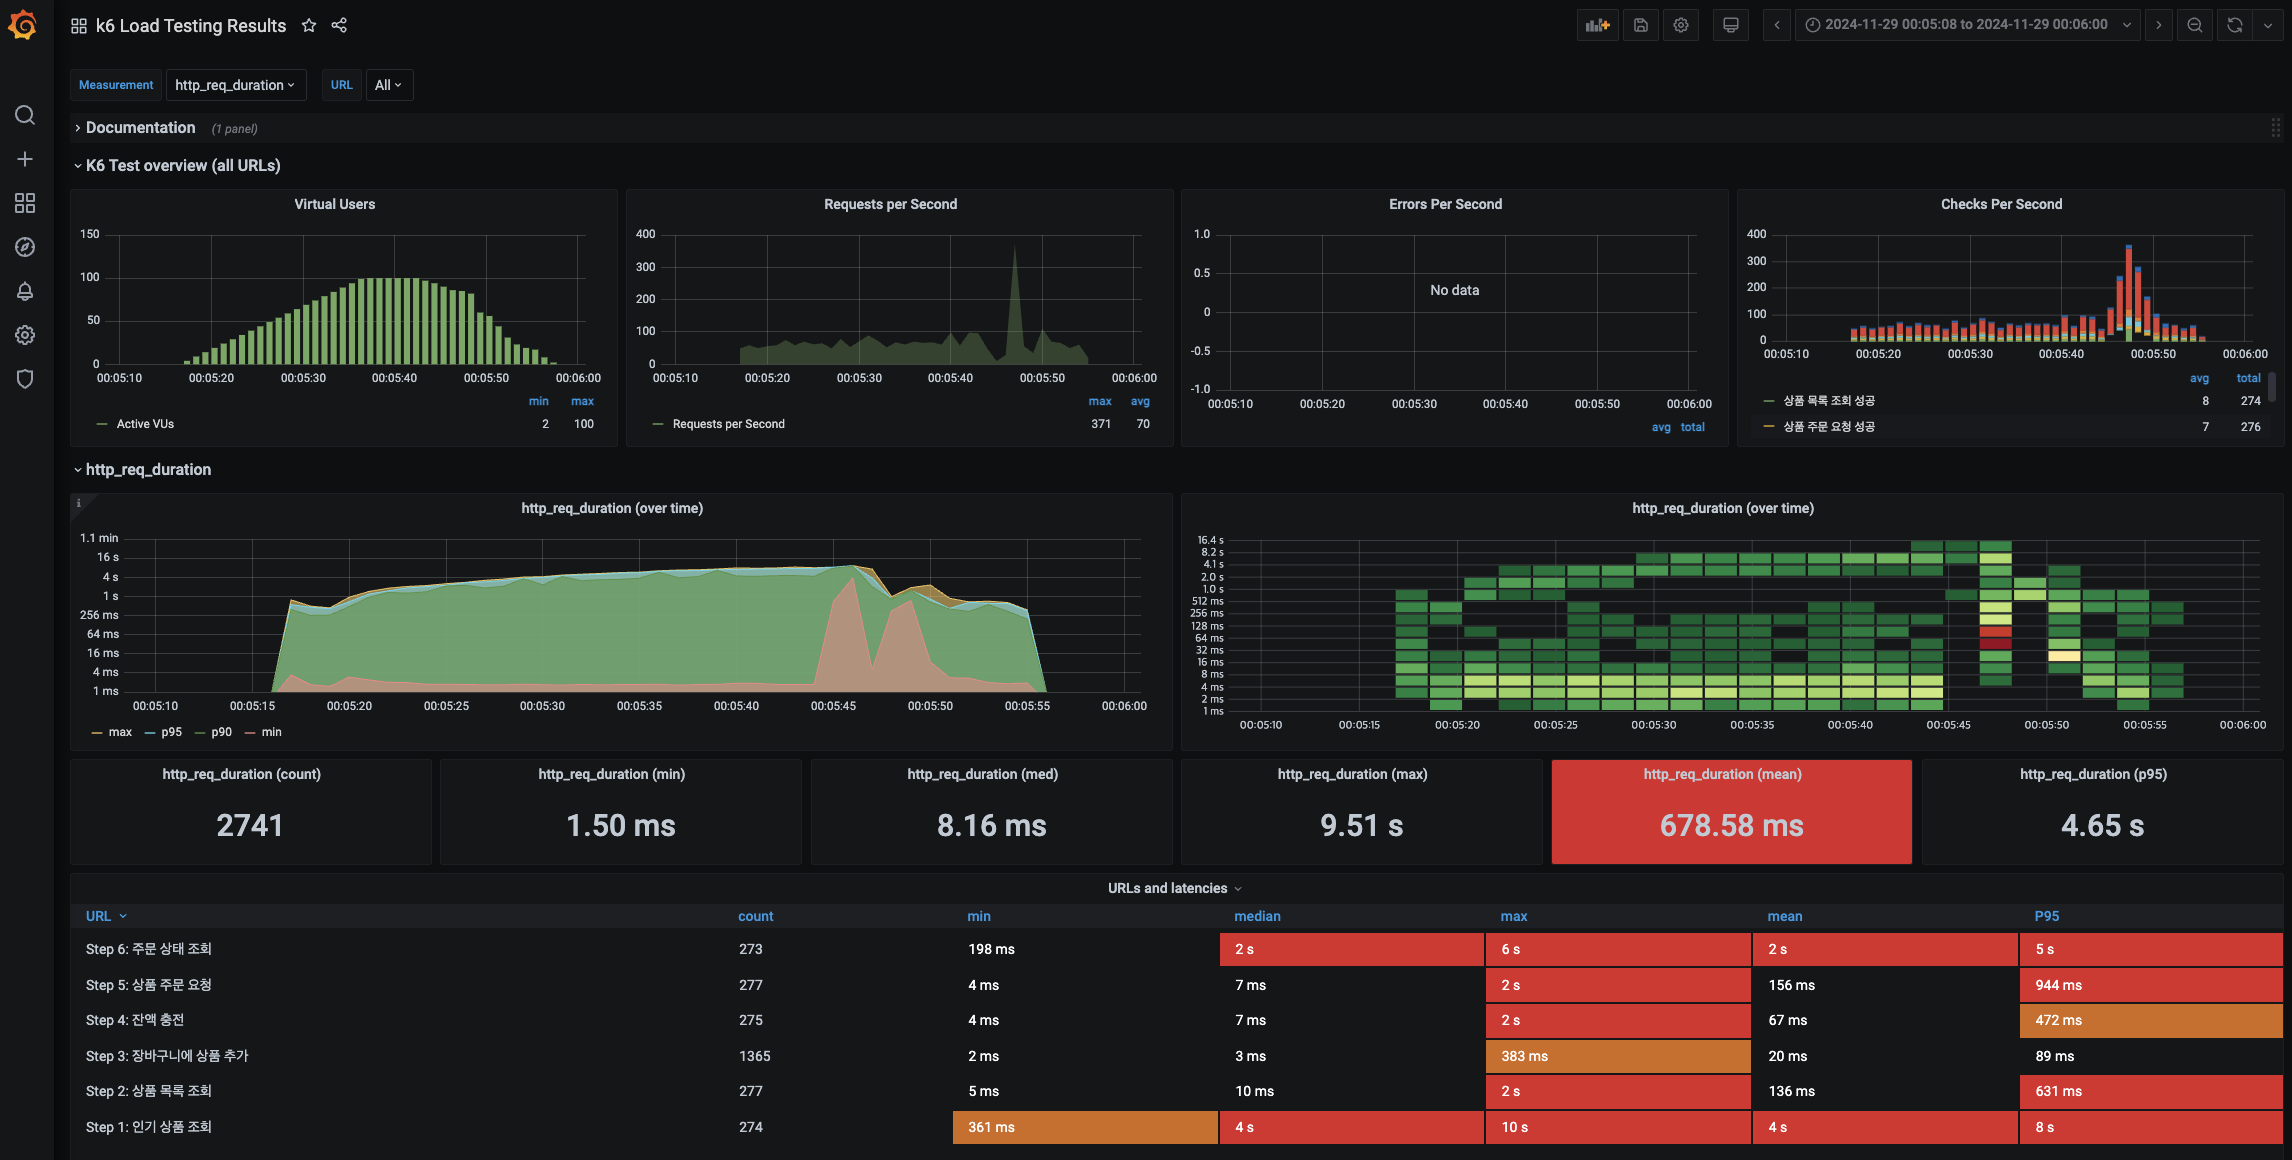 k6 Load Testing Results
2024-11-29 00:05:08 to 2024-11-29 00:06:00
Measurement http_req_duration URL All
Documentation (1 panel)
K6 Test overview (all URLs)
Virtual Users
150
100
50
0
00:05:10 00:05:20 00:05:30 00:05:40 00:05:50 00:06:00
min max
Active VUs 2 100
Requests per Second
400
300
200
100
0
00:05:10 00:05:20 00:05:30 00:05:40 00:05:50 00:06:00
max avg
Requests per Second 371 70
Errors Per Second
1.0
0.5
No data
0
-0.5
-1.0
00:05:10 00:05:20 00:05:30 00:05:40 00:05:50 00:06:00
avg total
Checks Per Second
400
300
200
100
0
00:05:10 00:05:20 00:05:30 00:05:40 00:05:50 00:06:00
avg total
상품 목록 조회 성공 8 274
상품 주문 요청 성공 7 276
http_req_duration
i
http_req_duration (over time)
1.1 min
16 s
4 s
1 s
256 ms
64 ms
16 ms
4 ms
1 ms
00:05:10 00:05:15 00:05:20 00:05:25 00:05:30 00:05:35 00:05:40 00:05:45 00:05:50 00:05:55 00:06:00
max p95 p90 min
http_req_duration (over time)
16.4 s
8.2 s
4.1 s
2.0 s
1.0 s
512 ms
256 ms
128 ms
64 ms
32 ms
16 ms
8 ms
4 ms
2 ms
1 ms
00:05:10 00:05:15 00:05:20 00:05:25 00:05:30 00:05:35 00:05:40 00:05:45 00:05:50 00:05:55 00:06:00
http_req_duration (count)
2741
http_req_duration (min)
1.50 ms
http_req_duration (med)
8.16 ms
http_req_duration (max)
9.51 s
http_req_duration (mean)
678.58 ms
http_req_duration (p95)
4.65 s
URLs and latencies
URL count min median max mean P95
Step 6: 주문 상태 조회 273 198 ms 2 s 6 s 2 s 5 s
Step 5: 상품 주문 요청 277 4 ms 7 ms 2 s 156 ms 944 ms
Step 4: 잔액 충전 275 4 ms 7 ms 2 s 67 ms 472 ms
Step 3: 장바구니에 상품 추가 1365 2 ms 3 ms 383 ms 20 ms 89 ms
Step 2: 상품 목록 조회 277 5 ms 10 ms 2 s 136 ms 631 ms
Step 1: 인기 상품 조회 274 361 ms 4 s 10 s 4 s 8 s